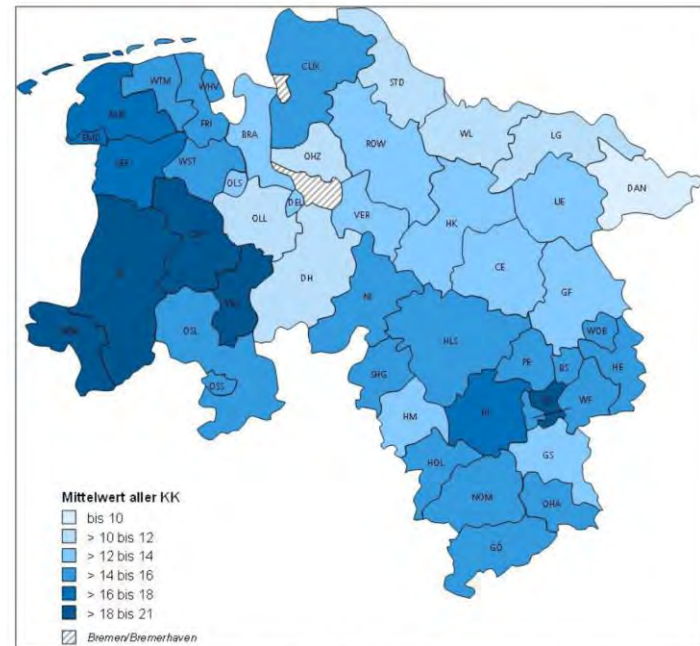 CUX
STD
WTM
WHV
AUR
FRI
BRA
EMD
OHZ
ROW
WL
LG
LER
WST
OLS
DEL
DAN
UE
OLL
VER
HK
CE
DH
GF
NI
OSL
HLS
WOB
OSS
SHG
PE
BS
HE
HM
HI
WF
GS
HOL
NOM
OHA
GÖ
Mittelwert aller KK
bis 10
> 10 bis 12
> 12 bis 14
> 14 bis 16
> 16 bis 18
> 18 bis 21
Bremen/Bremerhaven